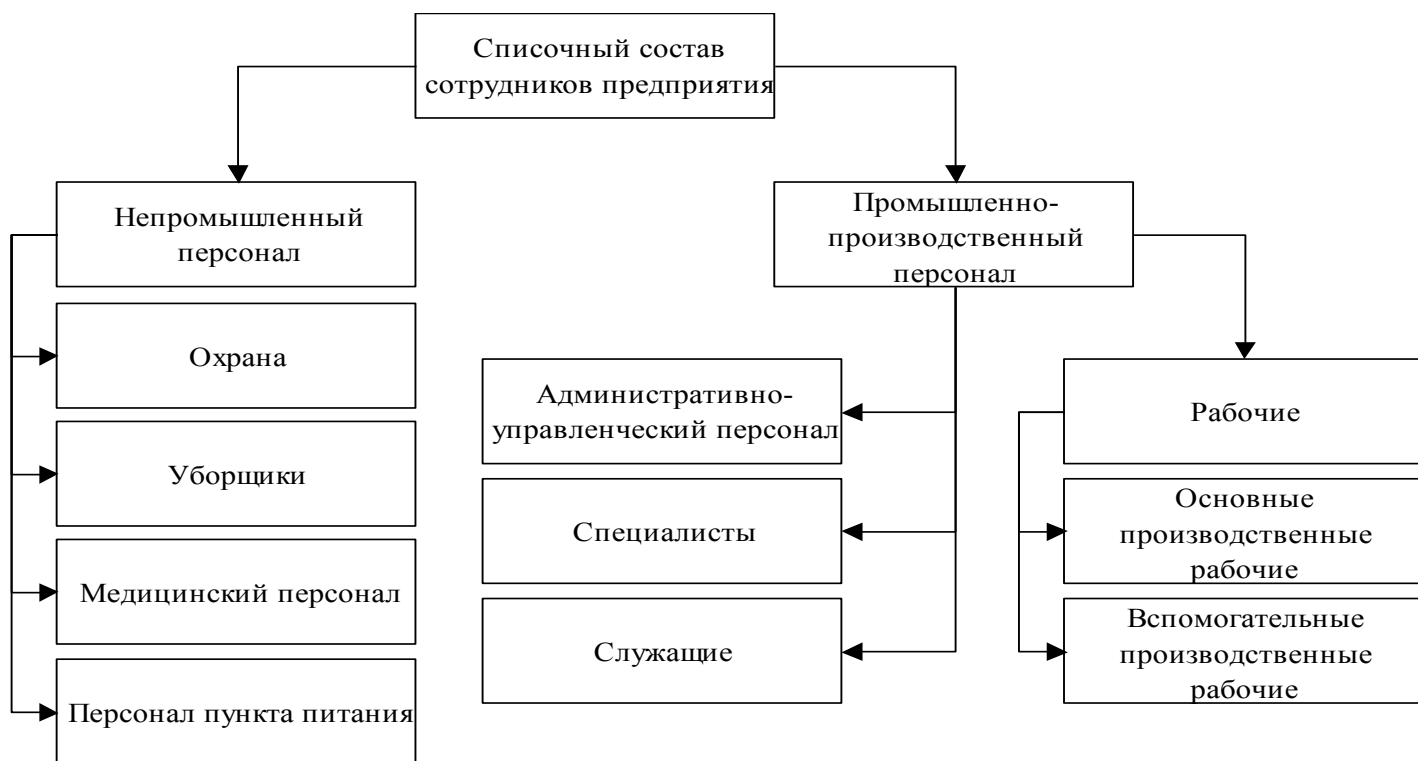 Списочный состав
сотрудников предприятия
Непромышленный
персонал
Промышленно-
производственный
персонал
Охрана
Уборщики
Медицинский персонал
Персонал пункта питания
Административно-
управленческий персонал
Специалисты
Служащие
Рабочие
Основные
производственные
рабочие
Вспомогательные
производственные
рабочие